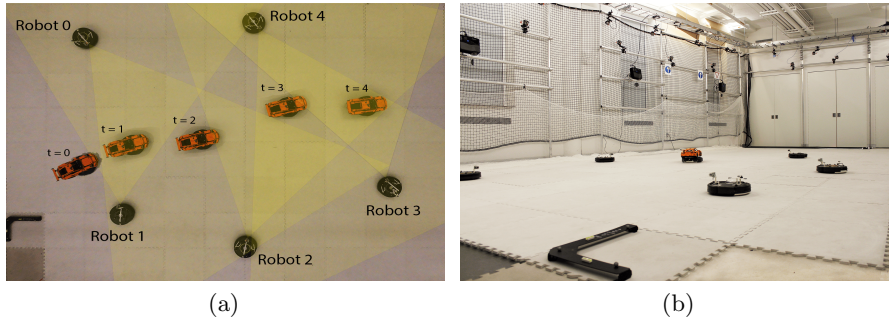 Robot 0
Robot 4
t = 3
t = 4
t = 2
t = 1
t = 0
Robot 3
Robot 1
Robot 2
(a)
(b)